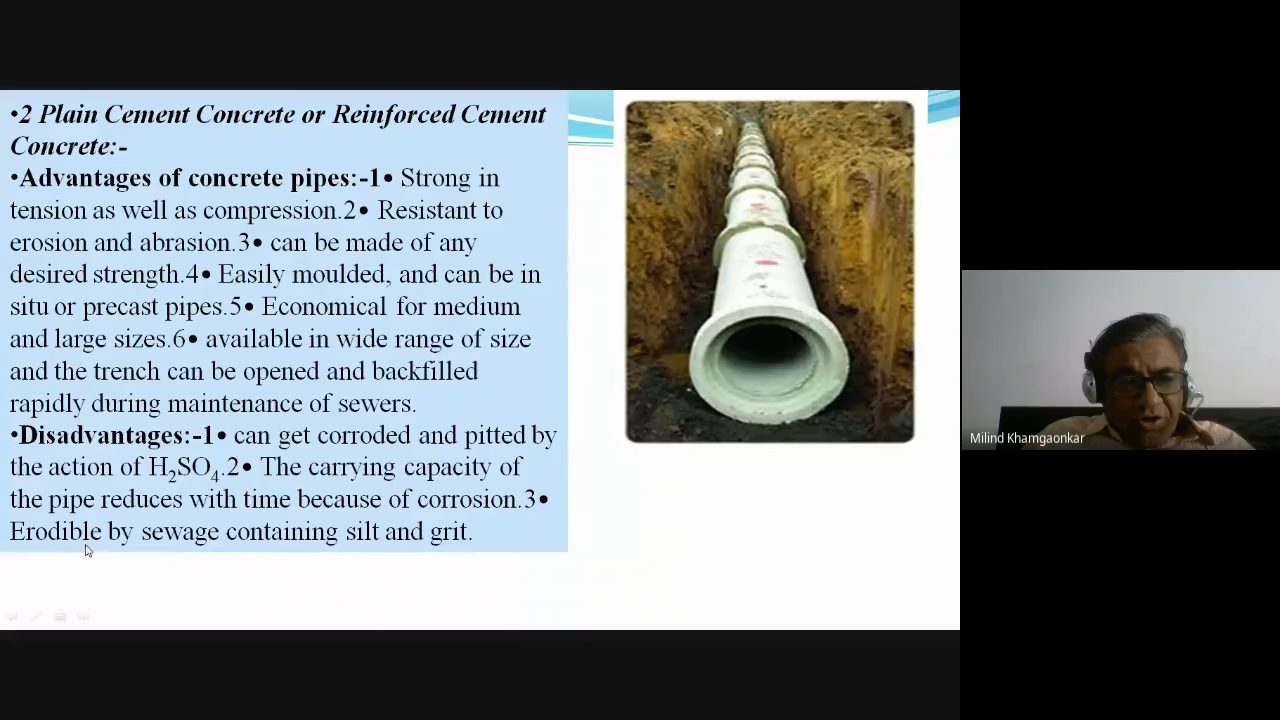 •2 Plain Cement Concrete or Reinforced Cement
Concrete:-
•Advantages of concrete pipes:-1• Strong in
tension as well as compression.2• Resistant to
erosion and abrasion.3• can be made of any
desired strength.4• Easily moulded, and can be in
situ or precast pipes.5• Economical for medium
and large sizes.6• available in wide range of size
and the trench can be opened and backfilled
rapidly during maintenance of sewers.
•Disadvantages:-1• can get corroded and pitted by
the action of H₂SO₄.2• The carrying capacity of
the pipe reduces with time because of corrosion.3•
Erodible by sewage containing silt and grit.
Milind Khamgaonkar